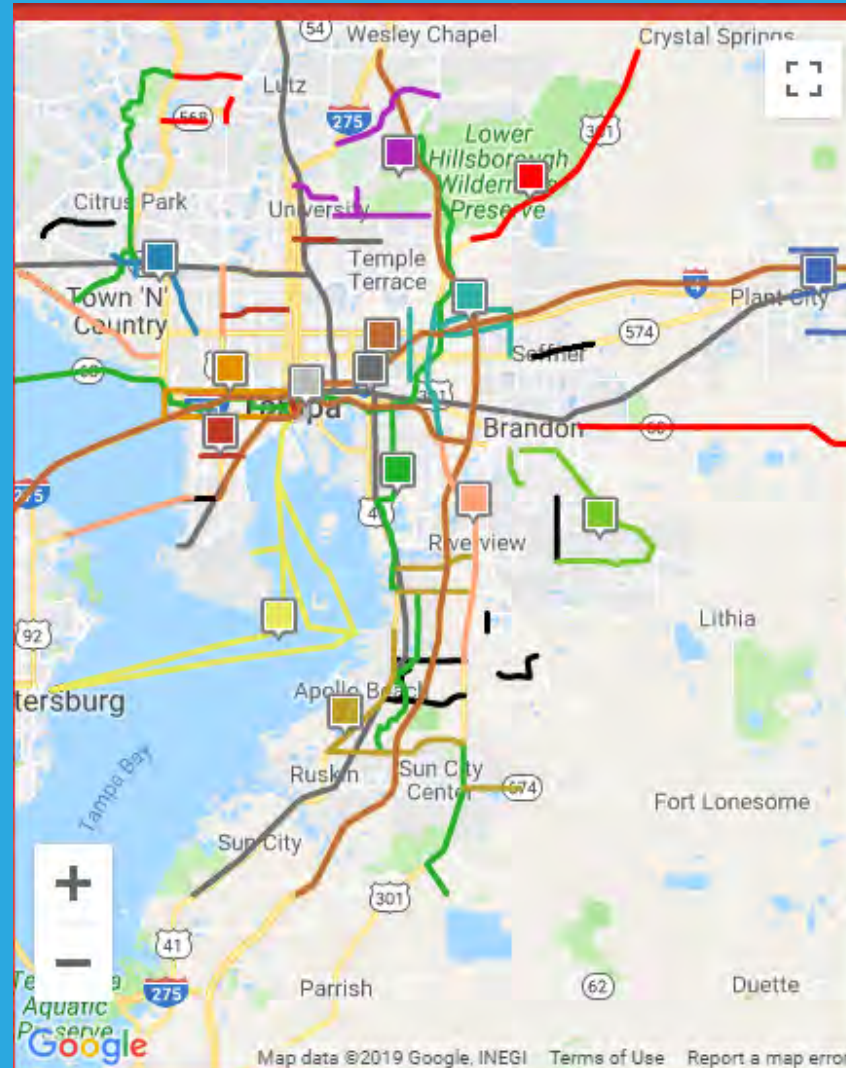 54
Wesley Chapel
Crystal Springs
Lutz
568
275
301
Lower
Hillsborough
Wilderness
Preserve
Citrus Park
University
Temple
Terrace
4
Plant City
Town 'N'
Country
574
Seffner
60
301
Tampa
Brandon
60
275
41
Riverview
92
Lithia
tersburg
Apollo Beach
Tampa Bay
Ruskin
Sun City
Center
674
Fort Lonesome
Sun City
+
301
−
41
275
Parrish
62
Duette
Aquatic
Preserve
Google
Map data ©2019 Google, INEGI Terms of Use Report a map error